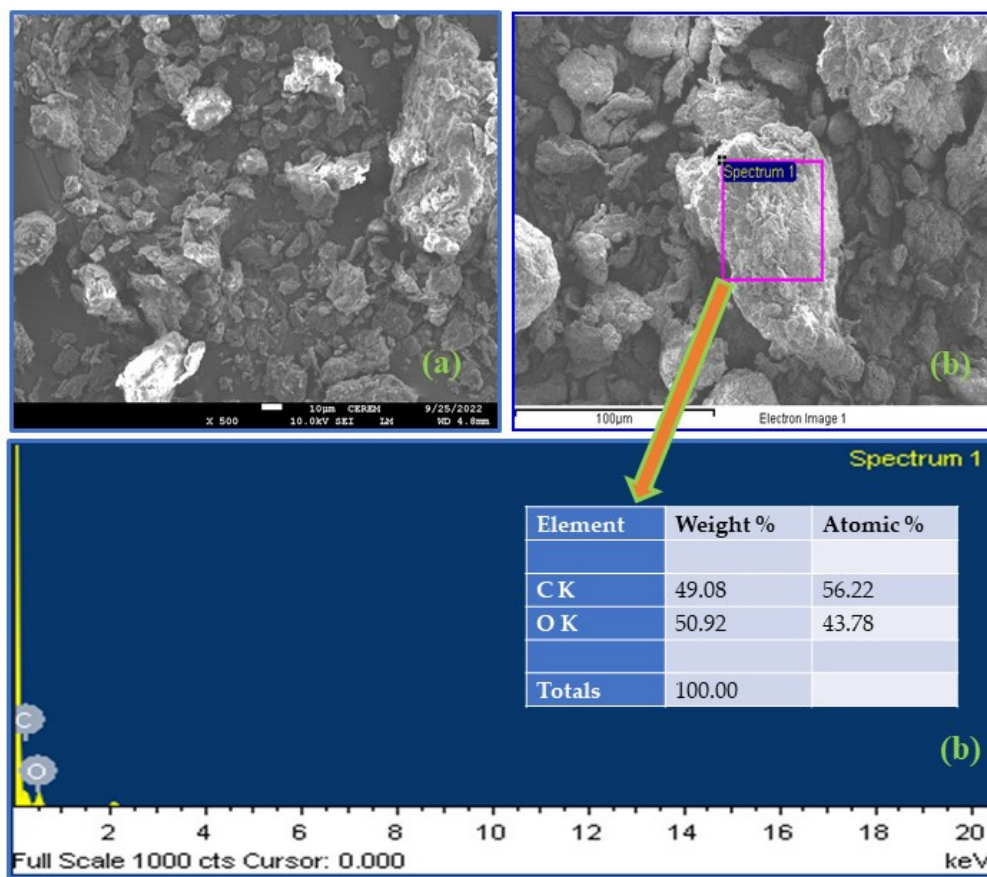 (a)
10µm CEREM 9/25/2022
X 500 10.0kV SEI LM WD 4.8mm
Spectrum 1
(b)
100µm Electron Image 1
Spectrum 1
Element Weight % Atomic %
C K 49.08 56.22
O K 50.92 43.78
Totals 100.00
(b)
C
O
2 4 6 8 10 12 14 16 18 20
Full Scale 1000 cts Cursor: 0.000 keV